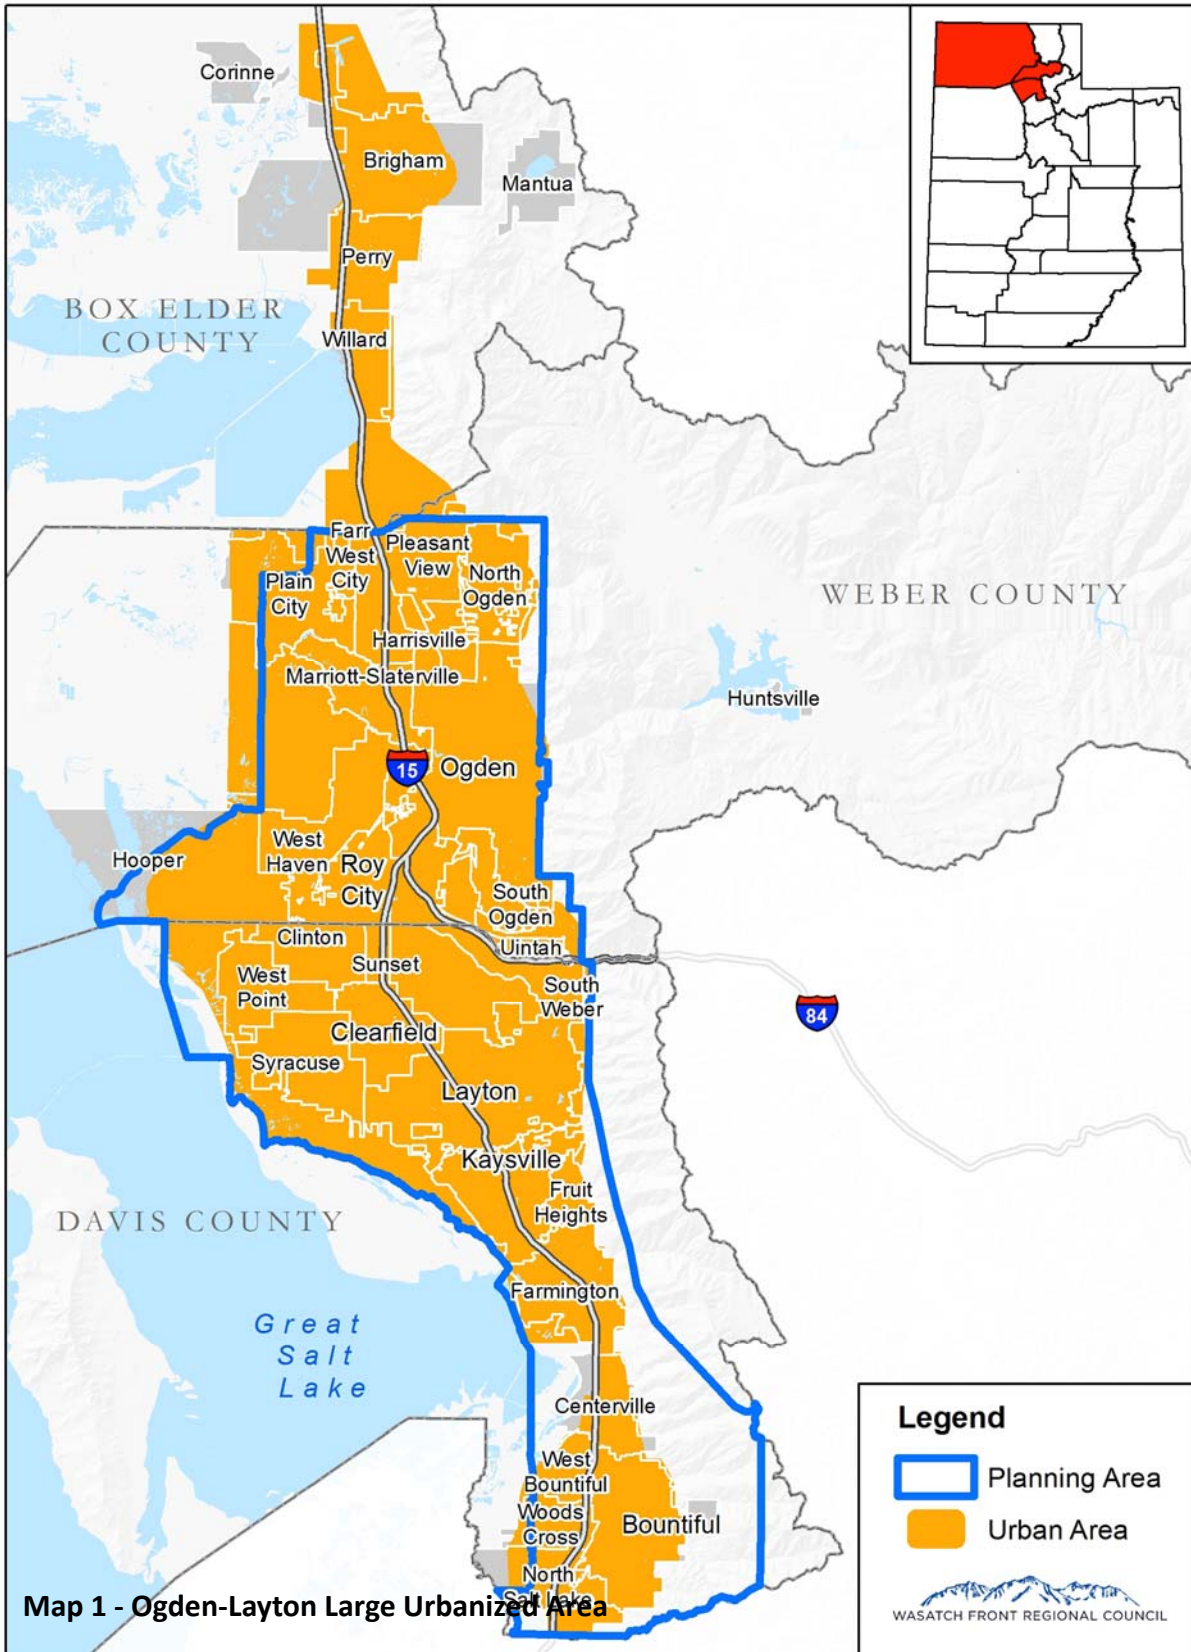 Corinne
Brigham
Mantua
Perry
BOX ELDER
COUNTY
Willard
Farr
West
City
Pleasant
View
Plain
City
North
Ogden
WEBER COUNTY
Harrisville
Marriott-Slaterville
Huntsville
15
Ogden
West
Haven
Roy
City
Hooper
South
Ogden
Clinton
Uintah
Sunset
West
Point
South
Weber
84
Clearfield
Syracuse
Layton
Kaysville
Fruit
Heights
DAVIS COUNTY
Farmington
Great
Salt
Lake
Centerville
West
Bountiful
Woods
Cross
Bountiful
North
Salt Lake
Legend
Planning Area
Urban Area
WASATCH FRONT REGIONAL COUNCIL
Map 1 - Ogden-Layton Large Urbanized Area